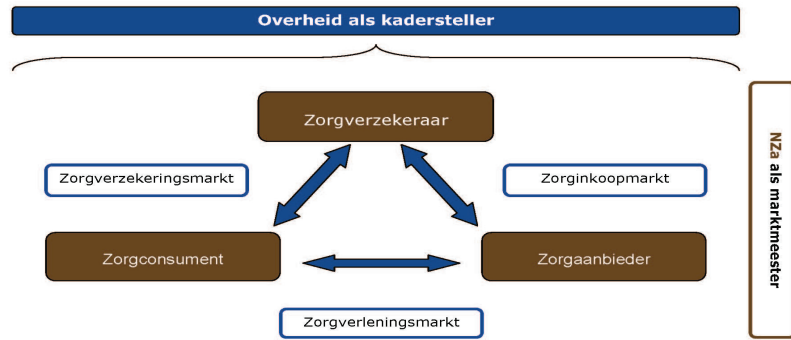 Overheid als kadersteller
Zorgverzekeraar
Zorgverzekeringsmarkt
Zorginkoopmarkt
Zorgconsument
Zorgaanbieder
Zorgverleningsmarkt
NZa als marktmeester